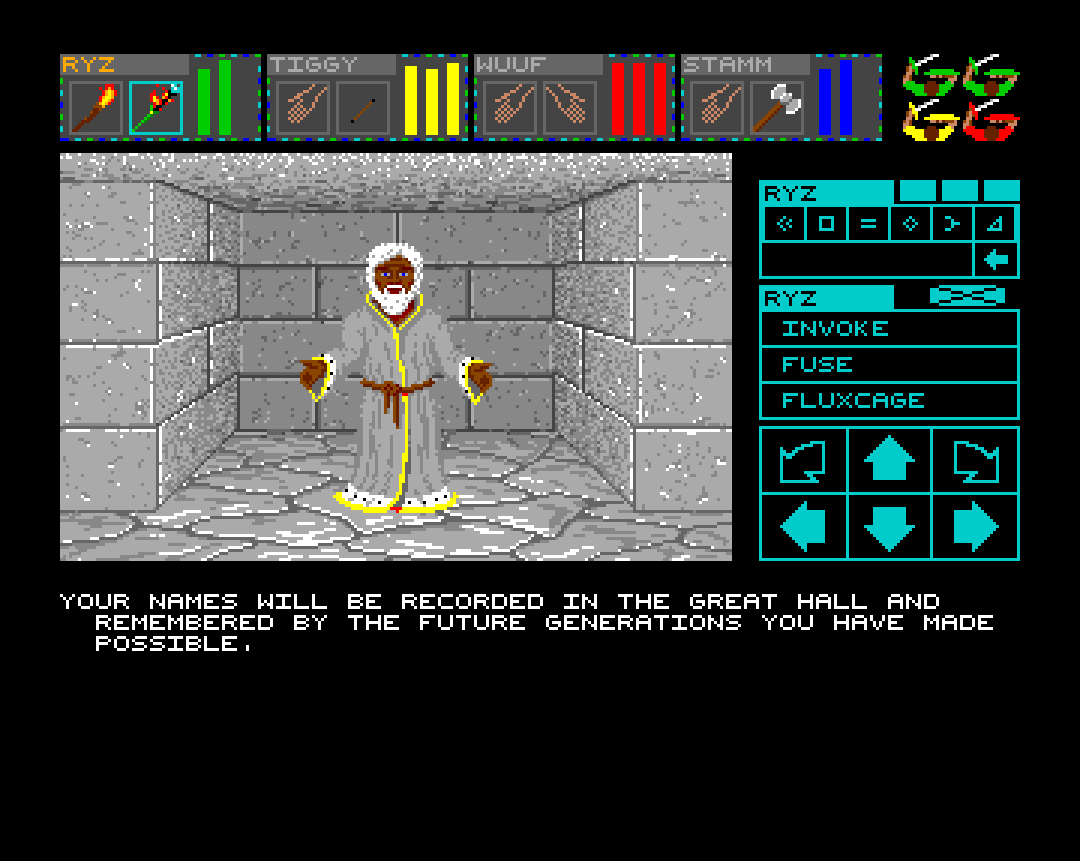 RYZ
TIGGY
WUUF
STAMM
RYZ
RYZ
INVOKE
FUSE
FLUXCAGE
YOUR NAMES WILL BE RECORDED IN THE GREAT HALL AND
REMEMBERED BY THE FUTURE GENERATIONS YOU HAVE MADE
POSSIBLE.